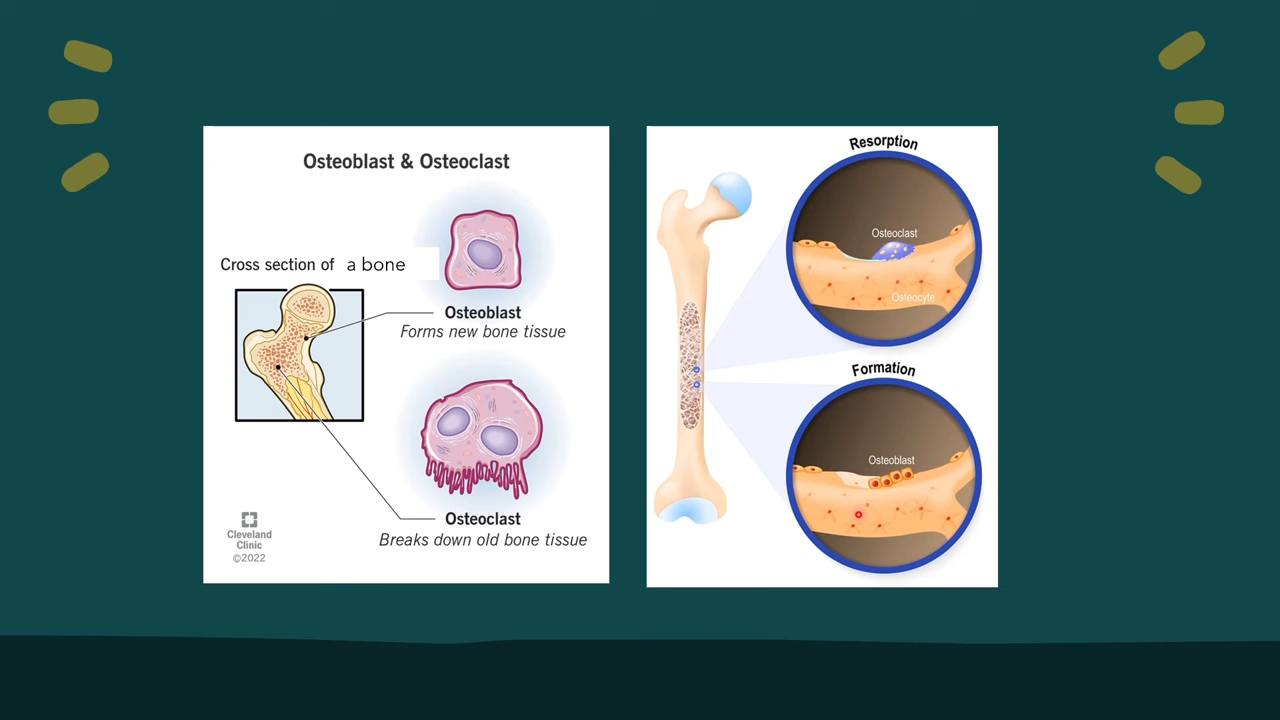 Osteoblast & Osteoclast
Cross section of a bone
Osteoblast
Forms new bone tissue
Osteoclast
Breaks down old bone tissue
Cleveland
Clinic
©2022
Resorption
Osteoclast
Osteocyte
Formation
Osteoblast